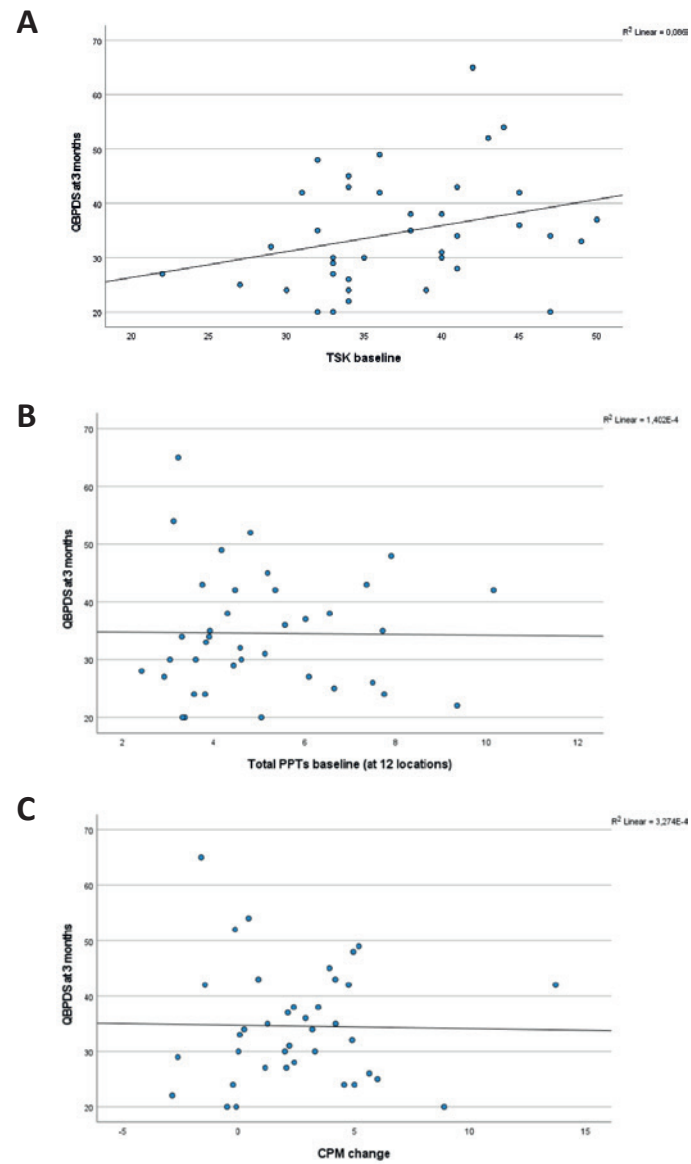 A
R2 Linear = 0,086
70
60
50
40
30
20
QBPDS at 3 months
20 25 30 35 40 45 50
TSK baseline
B
R2 Linear = 1,402E-4
70
60
50
40
30
20
QBPDS at 3 months
2 4 6 8 10 12
Total PPTs baseline (at 12 locations)
C
R2 Linear = 3,274E-4
70
60
50
40
30
20
QBPDS at 3 months
-5 0 5 10 15
CPM change